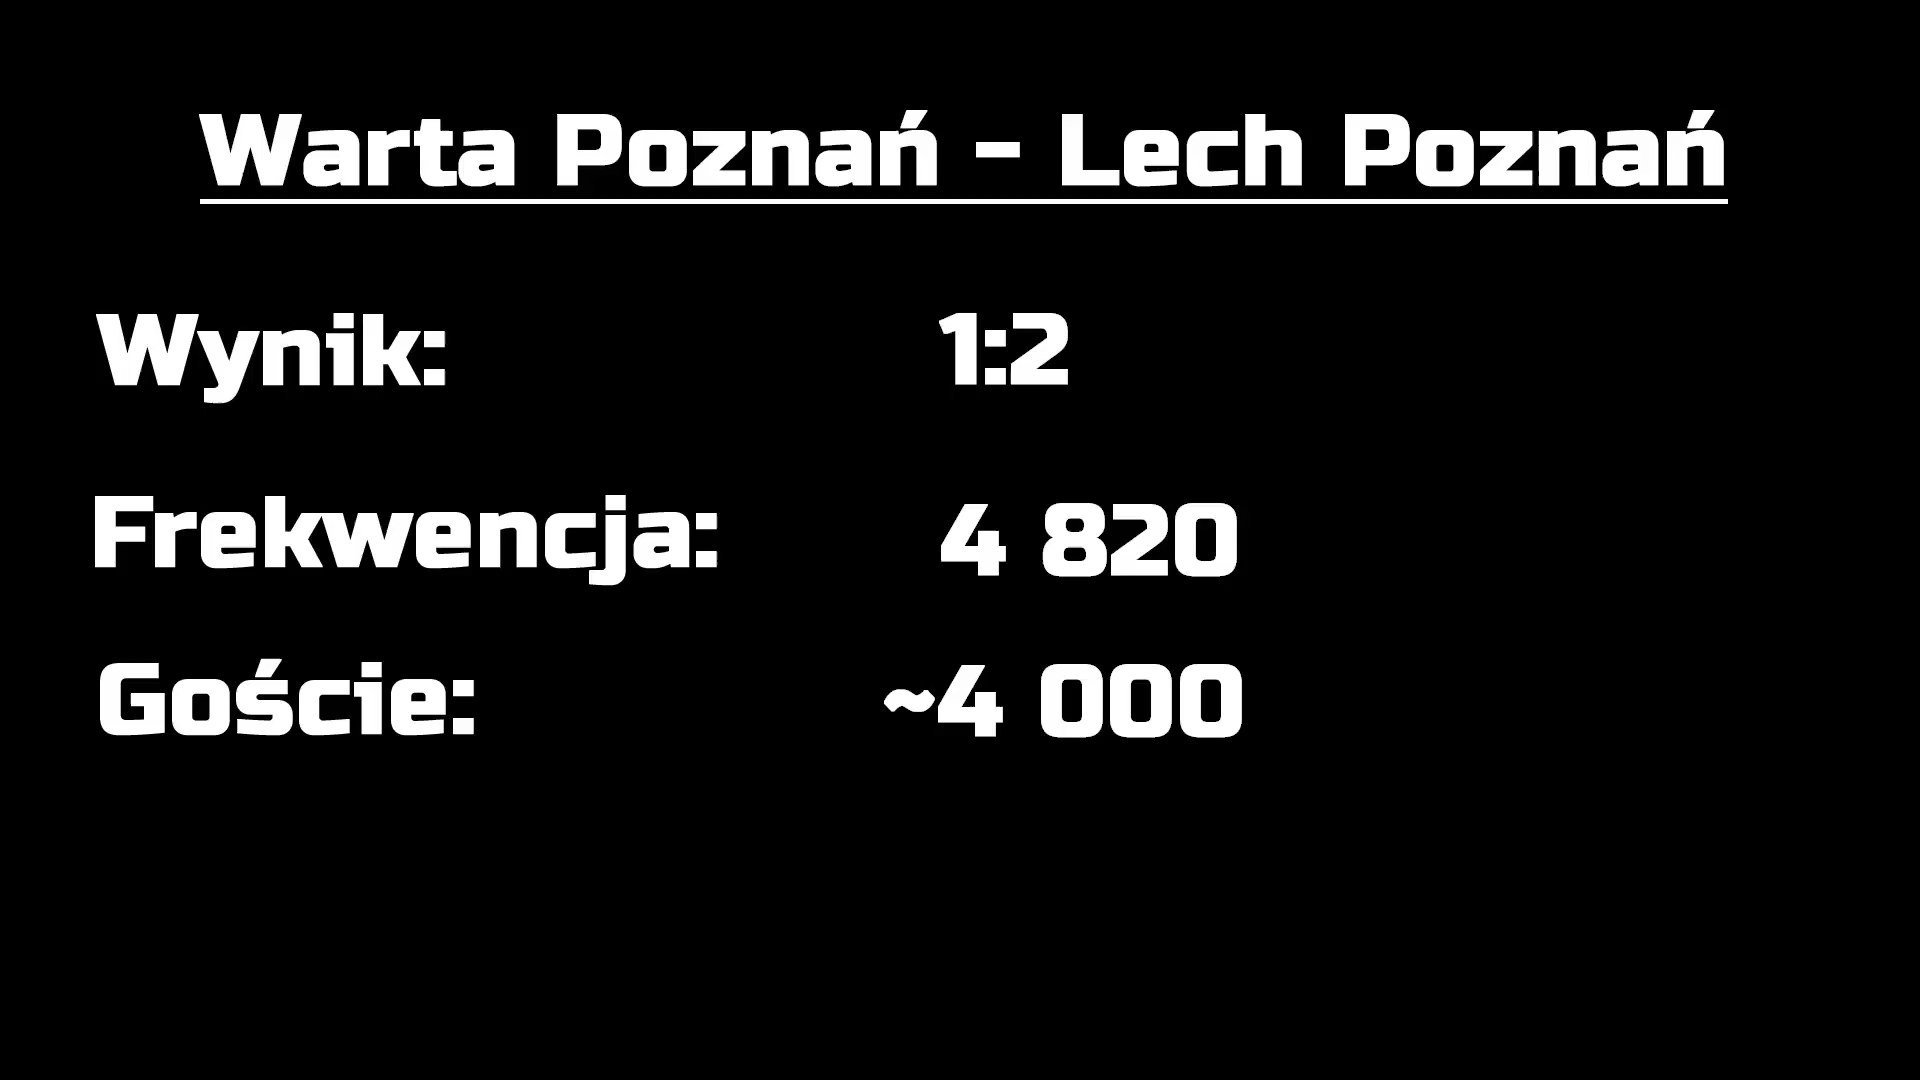 Warta Poznań - Lech Poznań
Wynik: 1:2
Frekwencja: 4 820
Goście: ~4 000